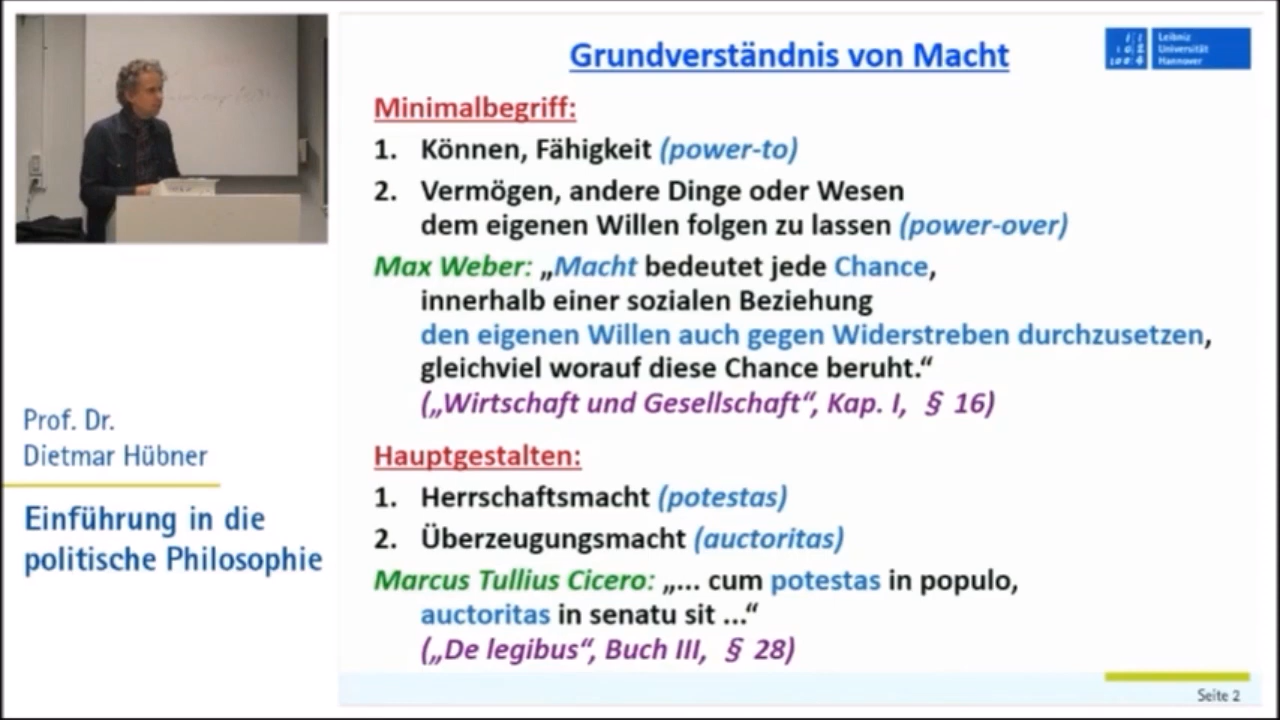 Grundverständnis von Macht
Leibniz
Universität
Hannover
Minimalbegriff:
1. Können, Fähigkeit (power-to)
2. Vermögen, andere Dinge oder Wesen
dem eigenen Willen folgen zu lassen (power-over)
Max Weber: „Macht bedeutet jede Chance,
innerhalb einer sozialen Beziehung
den eigenen Willen auch gegen Widerstreben durchzusetzen,
gleichviel worauf diese Chance beruht.“
(„Wirtschaft und Gesellschaft“, Kap. I, § 16)
Hauptgestalten:
1. Herrschaftsmacht (potestas)
2. Überzeugungsmacht (auctoritas)
Marcus Tullius Cicero: „... cum potestas in populo,
auctoritas in senatu sit ...“
(„De legibus“, Buch III, § 28)
Seite 2
Prof. Dr.
Dietmar Hübner
Einführung in die
politische Philosophie